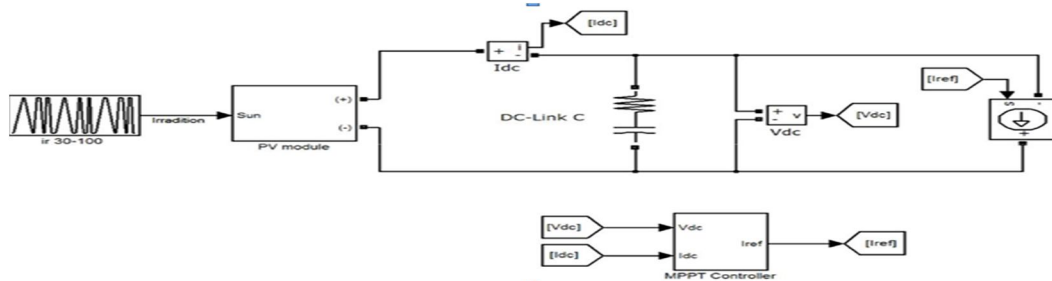 [Idc]
+ i -
Idc
[Iref]
(+)
Sun
(-)
Irradition
ir 30-100
PV module
DC-Link C
+ - v
[Vdc]
Vdc
s -
+
[Vdc]
Vdc
Iref
[Iref]
[Idc]
Idc
MPPT Controller